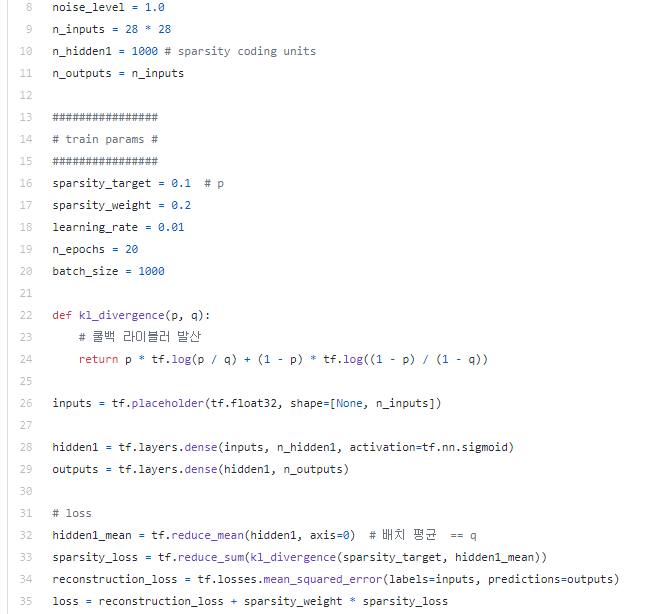 8 noise_level = 1.0
9 n_inputs = 28 * 28
10 n_hidden1 = 1000 # sparsity coding units
11 n_outputs = n_inputs
12
13 ################
14 # train params #
15 ################
16 sparsity_target = 0.1  # p
17 sparsity_weight = 0.2
18 learning_rate = 0.01
19 n_epochs = 20
20 batch_size = 1000
21
22 def kl_divergence(p, q):
23     # 쿨백 라이블러 발산
24     return p * tf.log(p / q) + (1 - p) * tf.log((1 - p) / (1 - q))
25
26 inputs = tf.placeholder(tf.float32, shape=[None, n_inputs])
27
28 hidden1 = tf.layers.dense(inputs, n_hidden1, activation=tf.nn.sigmoid)
29 outputs = tf.layers.dense(hidden1, n_outputs)
30
31 # loss
32 hidden1_mean = tf.reduce_mean(hidden1, axis=0)  # 배치 평균  == q
33 sparsity_loss = tf.reduce_sum(kl_divergence(sparsity_target, hidden1_mean))
34 reconstruction_loss = tf.losses.mean_squared_error(labels=inputs, predictions=outputs)
35 loss = reconstruction_loss + sparsity_weight * sparsity_loss